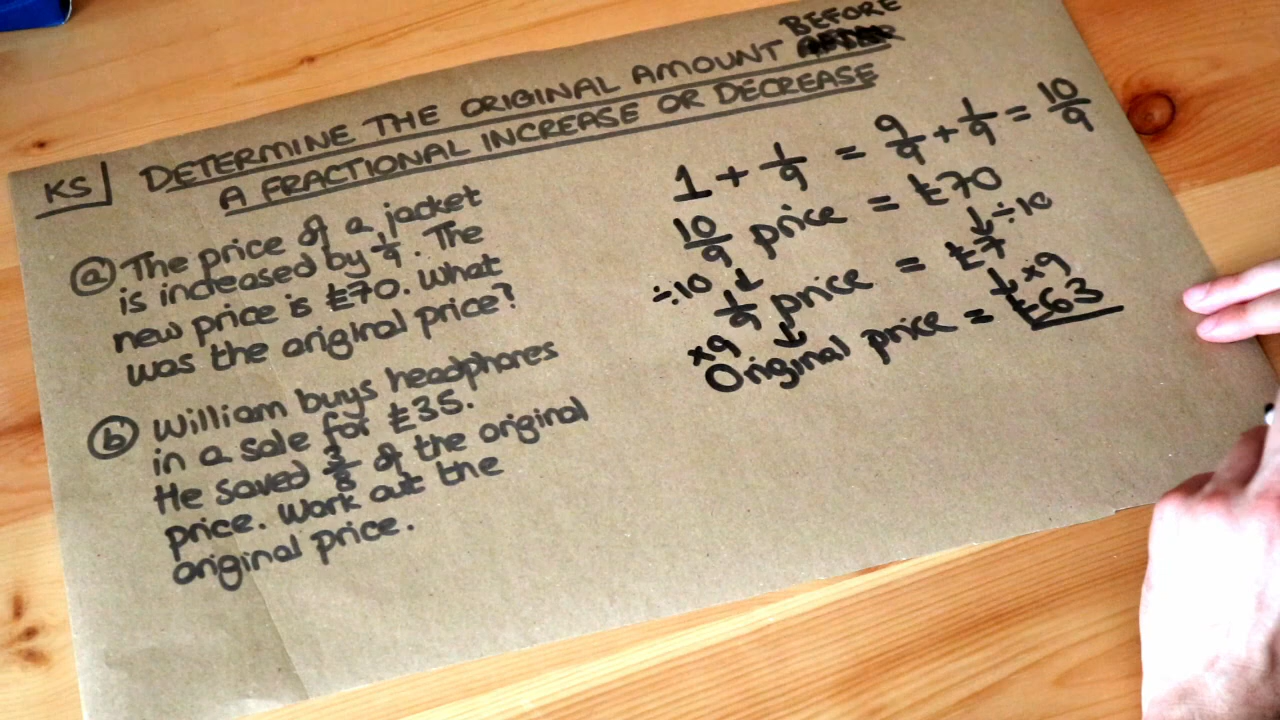 BEFORE
DETERMINE THE ORIGINAL AMOUNT
KS A FRACTIONAL INCREASE OR DECREASE
a The price of a jacket
is increased by 1/9. The
new price is £70. What
was the original price?
b William buys headphones
in a sale for £35.
He saved 3/8 of the original
price. Work out the
original price.
1 + 1/9 = 9/9 + 1/9 = 10/9
10/9 price = £70
÷10 ↓ ↓ ÷10
1/9 price = £7
×9 ↓ ↓ ×9
Original price = £63